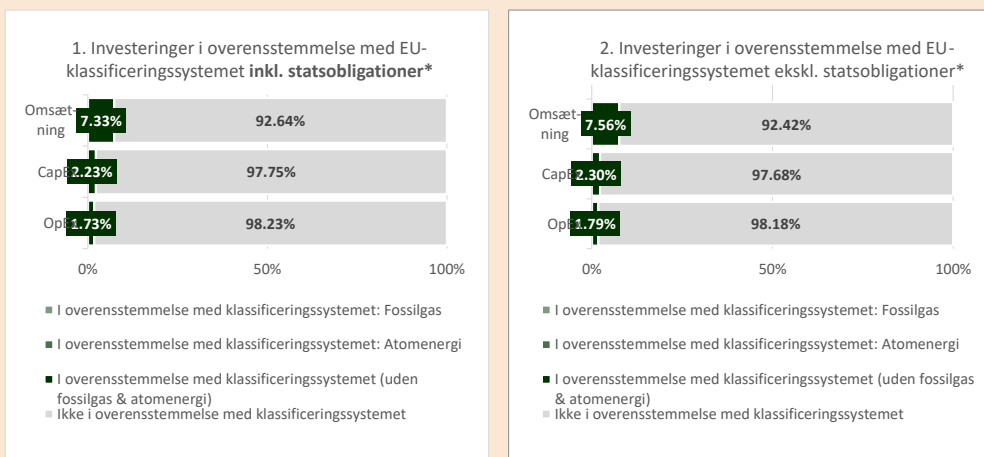 1. Investeringer i overensstemmelse med EU-
klassificeringssystemet inkl. statsobligationer*
Omsæt-
ning
7.33%
92.64%
CapEx
2.23%
97.75%
OpEx
1.73%
98.23%
0%
50%
100%
I overensstemmelse med klassificeringssystemet: Fossilgas
I overensstemmelse med klassificeringssystemet: Atomenergi
I overensstemmelse med klassificeringssystemet (uden
fossilgas & atomenergi)
Ikke i overensstemmelse med klassificeringssystemet
2. Investeringer i overensstemmelse med EU-
klassificeringssystemet ekskl. statsobligationer*
Omsæt-
ning
7.56%
92.42%
CapEx
2.30%
97.68%
OpEx
1.79%
98.18%
0%
50%
100%
I overensstemmelse med klassificeringssystemet: Fossilgas
I overensstemmelse med klassificeringssystemet: Atomenergi
I overensstemmelse med klassificeringssystemet (uden fossilgas
& atomenergi)
Ikke i overensstemmelse med klassificeringssystemet